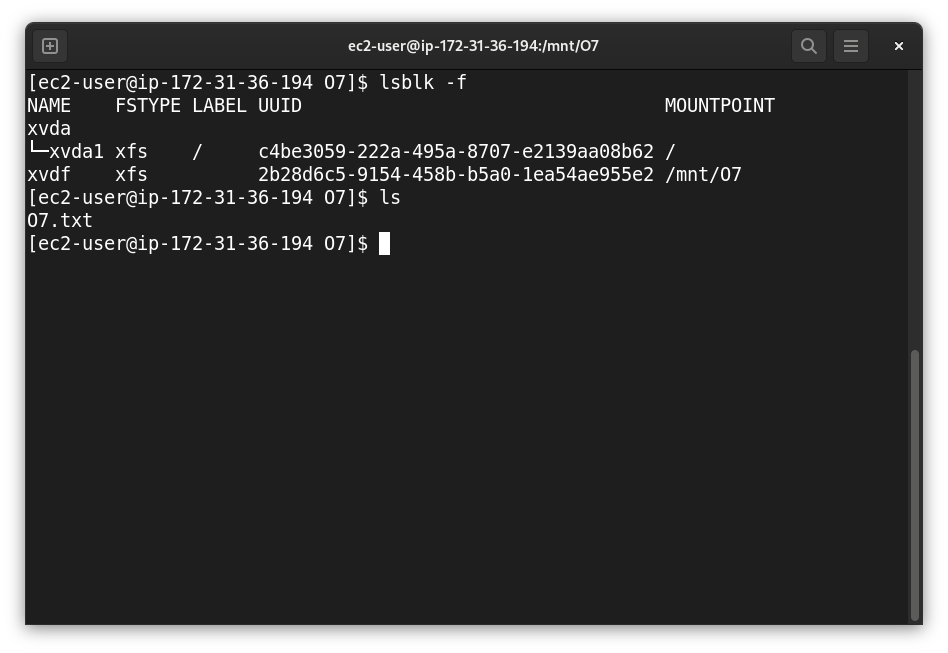 ec2-user@ip-172-31-36-194:/mnt/O7
[ec2-user@ip-172-31-36-194 O7]$ lsblk -f
NAME    FSTYPE LABEL UUID                                 MOUNTPOINT
xvda
└─xvda1 xfs    /     c4be3059-222a-495a-8707-e2139aa08b62 /
xvdf    xfs          2b28d6c5-9154-458b-b5a0-1ea54ae955e2 /mnt/O7
[ec2-user@ip-172-31-36-194 O7]$ ls
O7.txt
[ec2-user@ip-172-31-36-194 O7]$